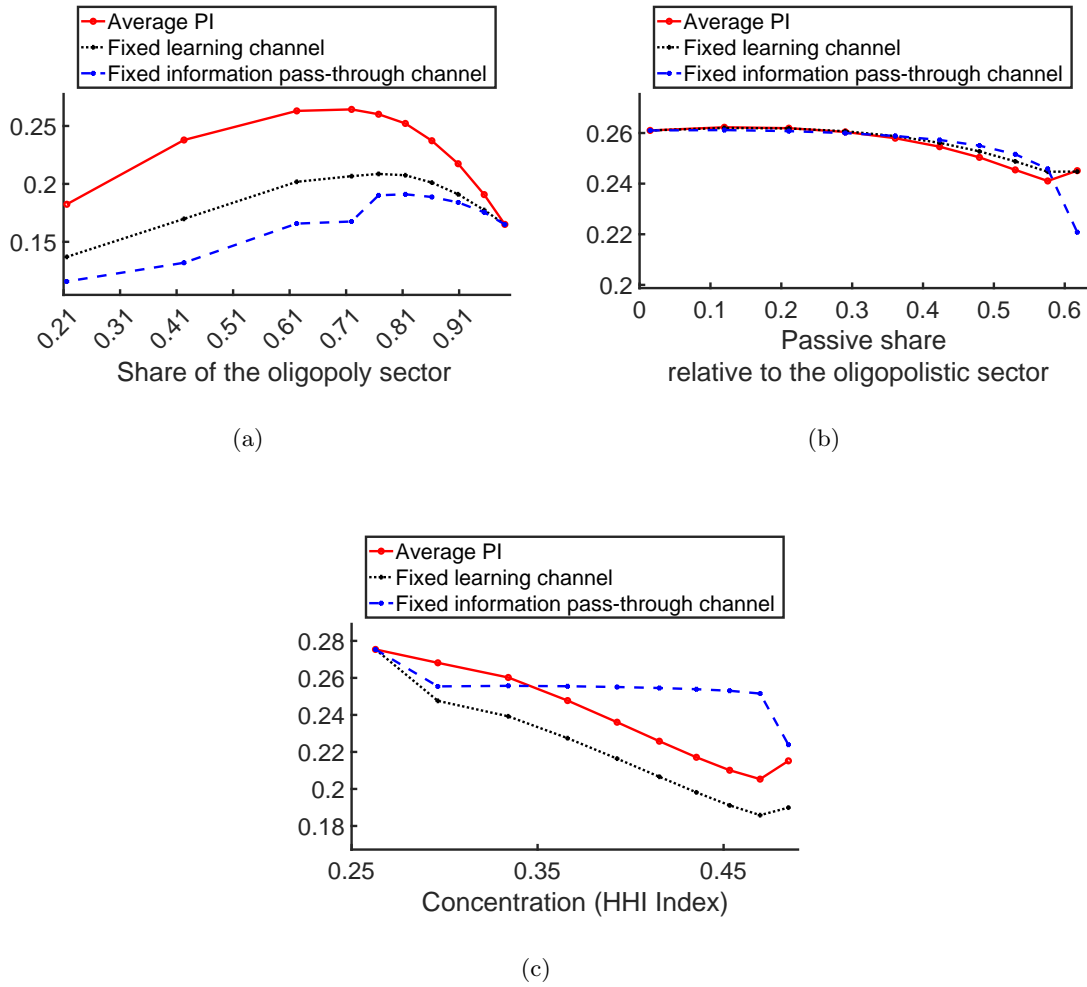 Average PI
Fixed learning channel
Fixed information pass-through channel
0.25
0.2
0.15
0.21
0.31
0.41
0.51
0.61
0.71
0.81
0.91
Share of the oligopoly sector
(a)
Average PI
Fixed learning channel
Fixed information pass-through channel
0.26
0.24
0.22
0.2
0
0.1
0.2
0.3
0.4
0.5
0.6
Passive share
relative to the oligopolistic sector
(b)
Average PI
Fixed learning channel
Fixed information pass-through channel
0.28
0.26
0.24
0.22
0.2
0.18
0.25
0.35
0.45
Concentration (HHI Index)
(c)